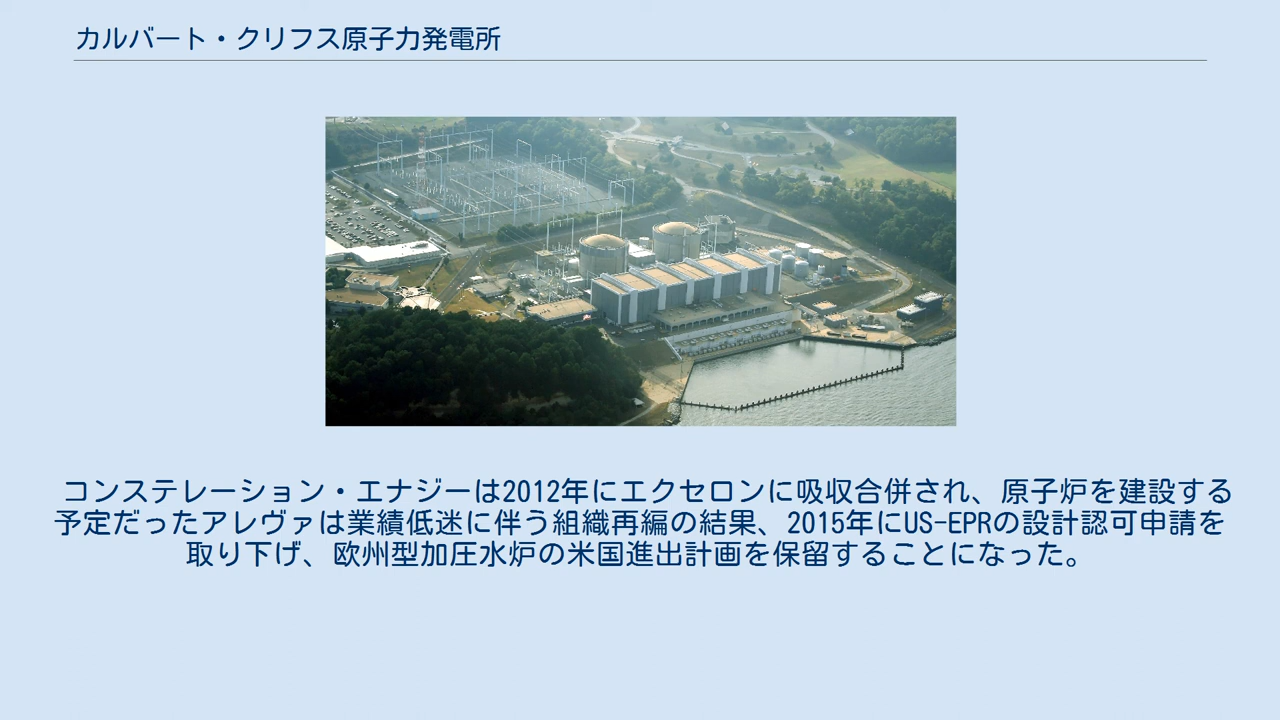 カルバート・クリフス原子力発電所
コンステレーション・エナジーは2012年にエクセロンに吸収合併され、原子炉を建設する
予定だったアレヴァは業績低迷に伴う組織再編の結果、2015年にUS-EPRの設計認可申請を
取り下げ、欧州型加圧水炉の米国進出計画を保留することになった。